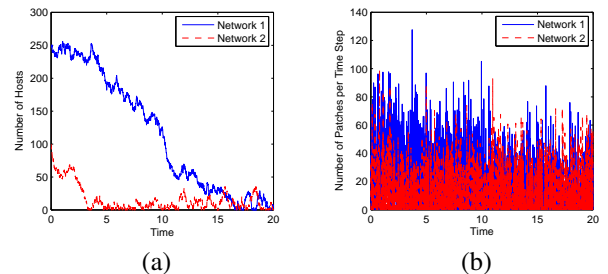 300
250
200
150
100
50
0
Number of Hosts
0 5 10 15 20
Time
Network 1
Network 2
(a)
140
120
100
80
60
40
20
0
Number of Patches per Time Step
0 5 10 15 20
Time
Network 1
Network 2
(b)